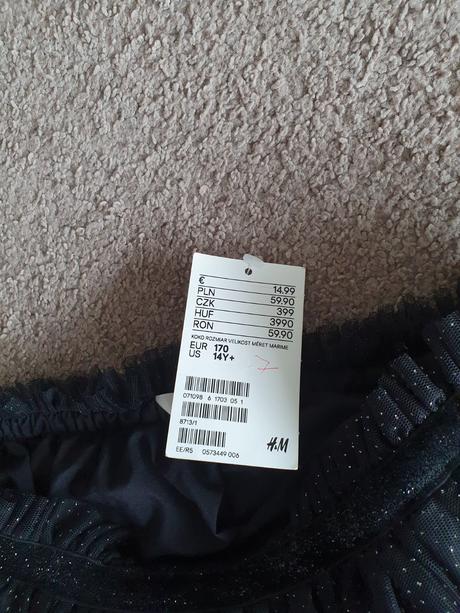 € 14.99
PLN 59.90
CZK 399
HUF 3990
RON 59.90
KOKO ROZMIAR VELIKOST MÉRET MARIME
EUR 170
US 14Y+
071098 6 1703 05 1
8713/1
EE/R5 0573449 006
H&M